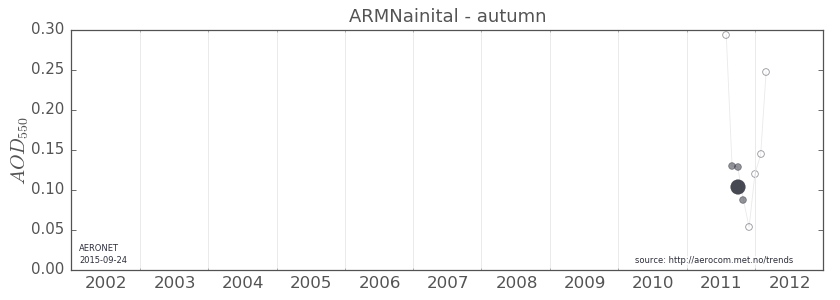 ARMNainital - autumn
0.30
0.25
0.20
0.15
0.10
0.05
0.00
AOD550
AERONET
2015-09-24
source: http://aerocom.met.no/trends
2002 2003 2004 2005 2006 2007 2008 2009 2010 2011 2012